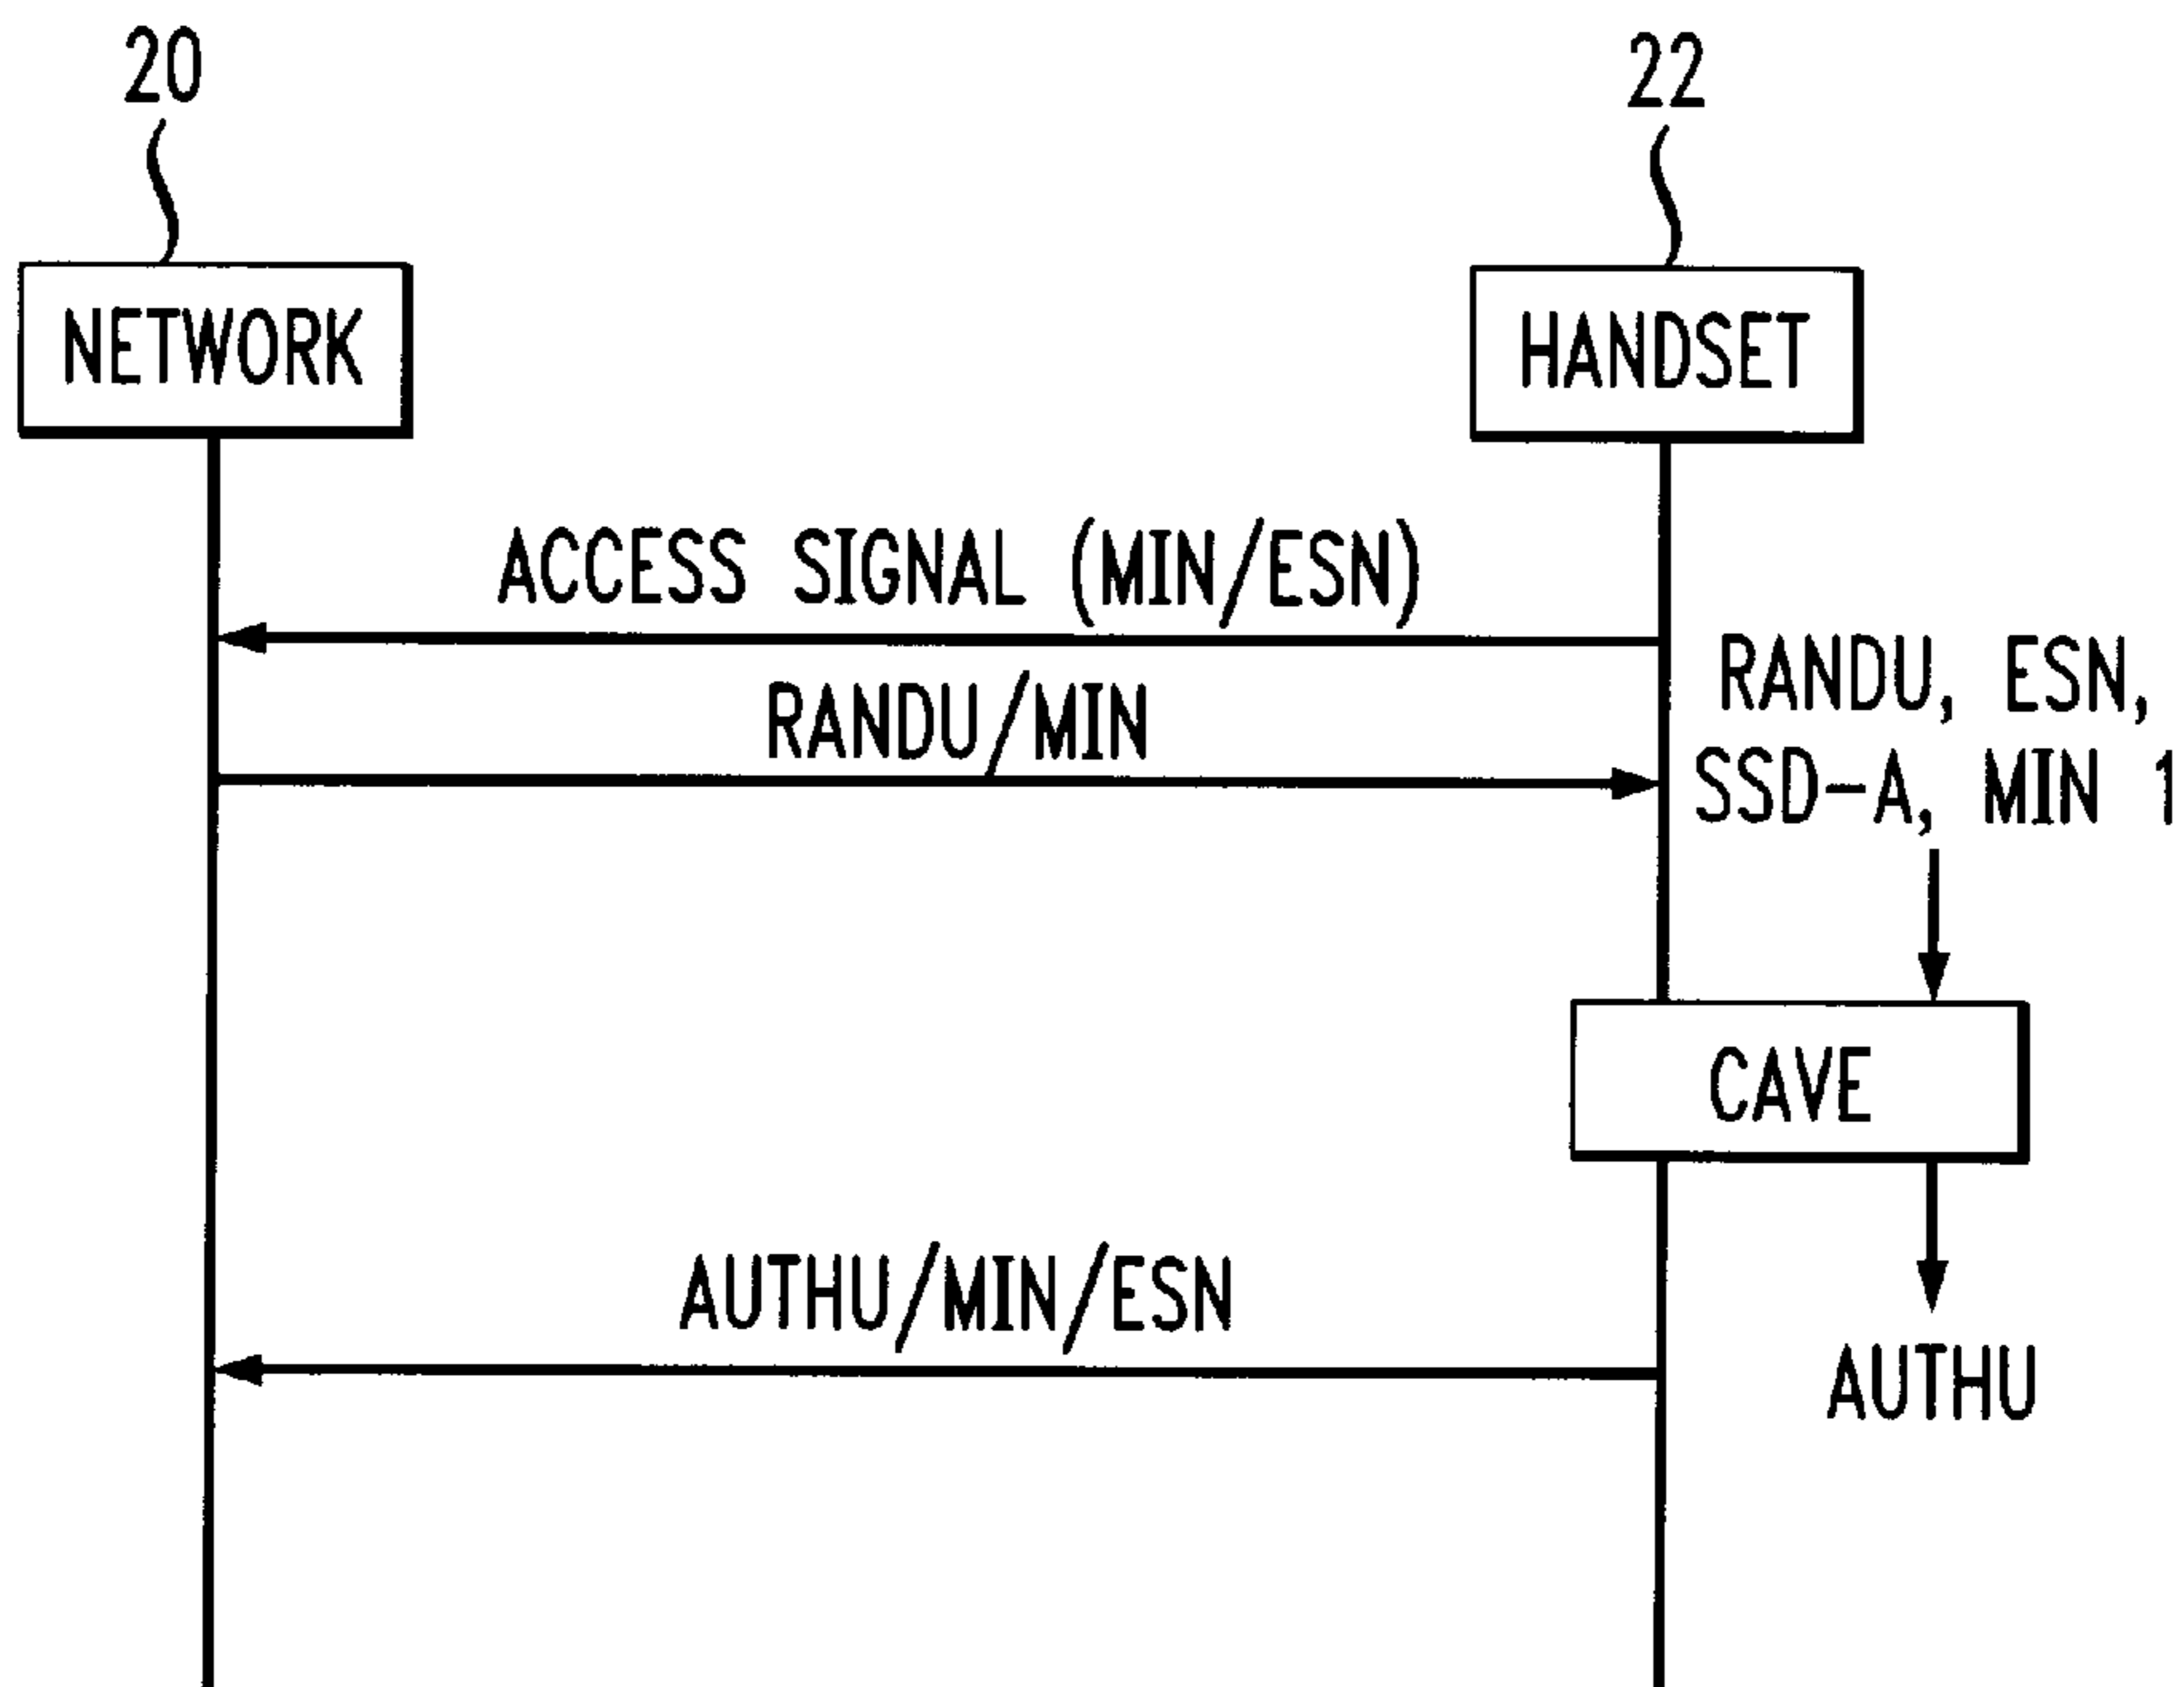 20
22
NETWORK
HANDSET
ACCESS SIGNAL (MIN/ESN)
RANDU/MIN
RANDU, ESN,
SSD-A, MIN 1
CAVE
AUTHU/MIN/ESN
AUTHU